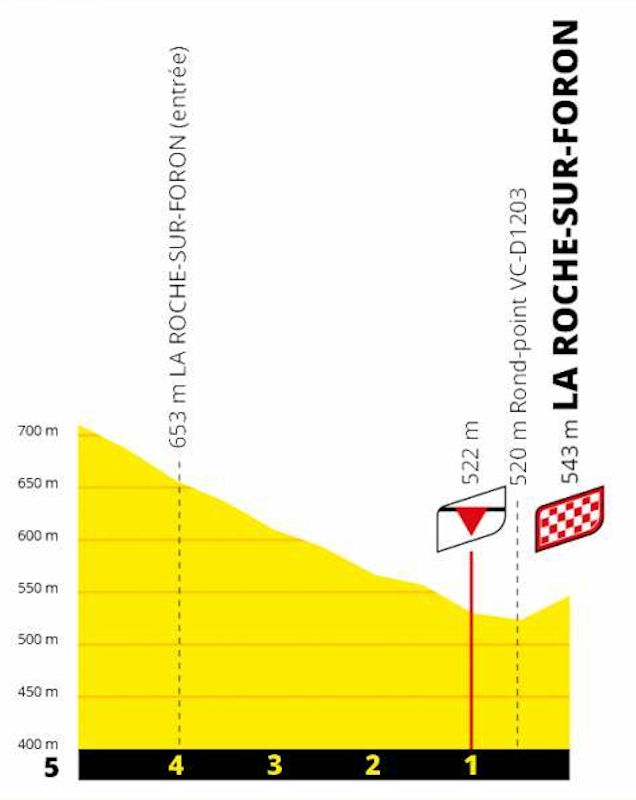 653 m LA ROCHE-SUR-FORON (entrée)
522 m
520 m Rond-point VC-D1203
543 m LA ROCHE-SUR-FORON
700 m
650 m
600 m
550 m
500 m
450 m
400 m
5 4 3 2 1